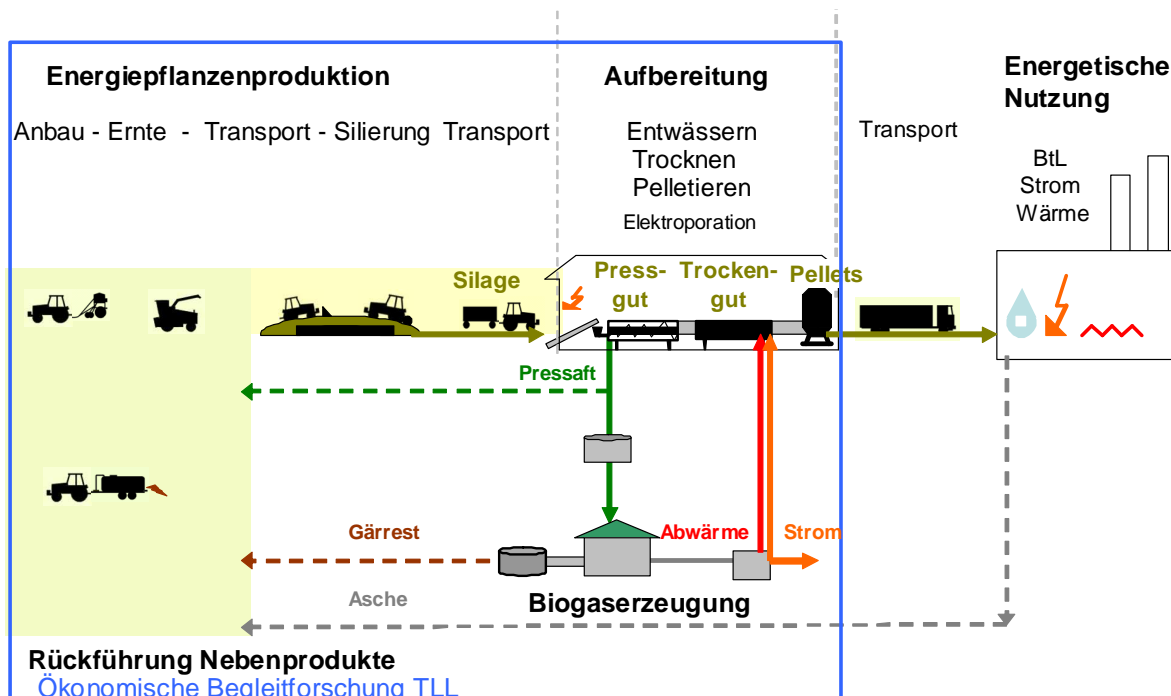 Energiepflanzenproduktion
Aufbereitung
Energetische
Nutzung
Anbau - Ernte - Transport - Silierung Transport
Entwässern
Trocknen
Pelletieren
Elektroporation
Transport
BtL
Strom
Wärme
Silage
Press-
gut
Trocken-
gut
Pellets
Pressaft
Gärrest
Abwärme
Strom
Asche
Biogaserzeugung
Rückführung Nebenprodukte
Ökonomische Begleitforschung TLL